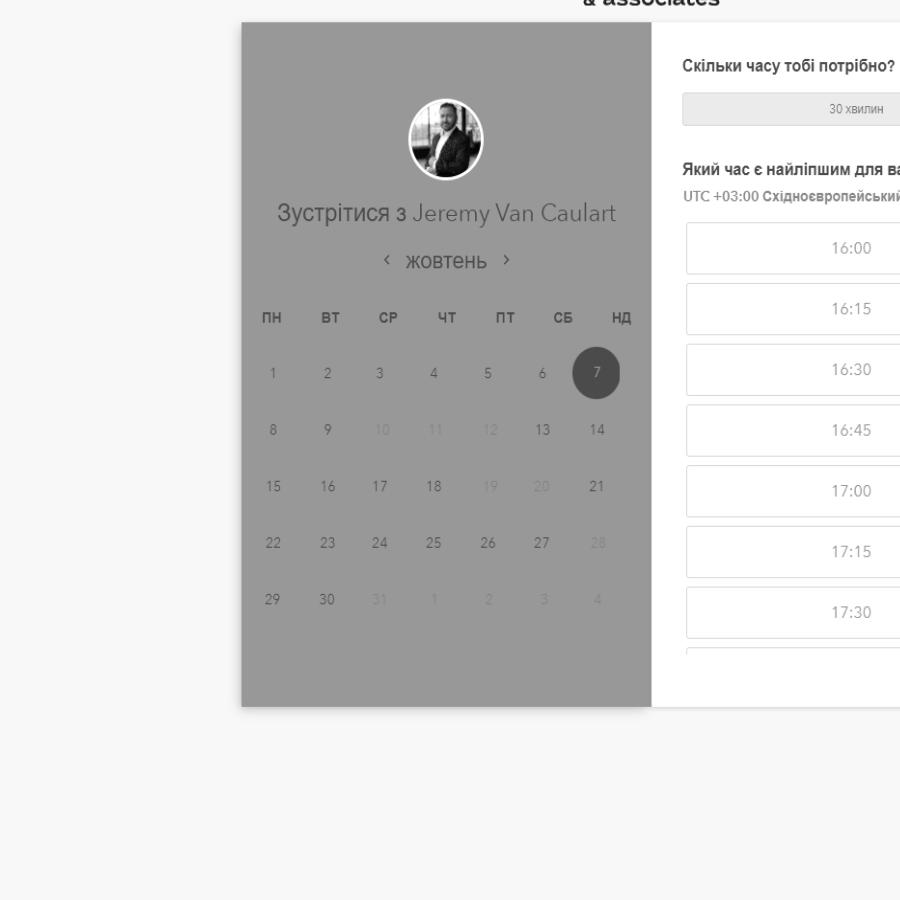 & associates
Зустрітися з Jeremy Van Caulart
‹ жовтень ›
ПН ВТ СР ЧТ ПТ СБ НД
1 2 3 4 5 6 7
8 9 10 11 12 13 14
15 16 17 18 19 20 21
22 23 24 25 26 27 28
29 30 31 1 2 3 4
Скільки часу тобі потрібно?
30 хвилин
Який час є найліпшим для ва
UTC +03:00 Східноєвропейський
16:00
16:15
16:30
16:45
17:00
17:15
17:30